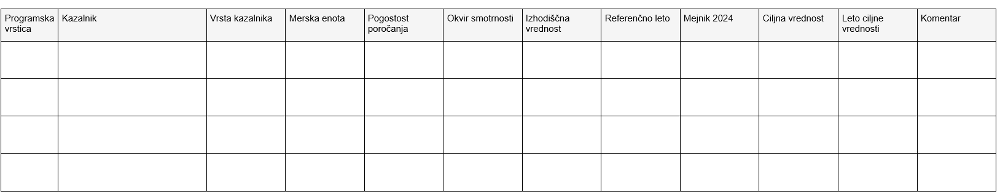 Programska
vrstica
Kazalnik
Vrsta kazalnika
Merska enota
Pogostost
poročanja
Okvir smotrnosti
Izhodiščna
vrednost
Referenčno leto
Mejnik 2024
Ciljna vrednost
Leto ciljne
vrednosti
Komentar